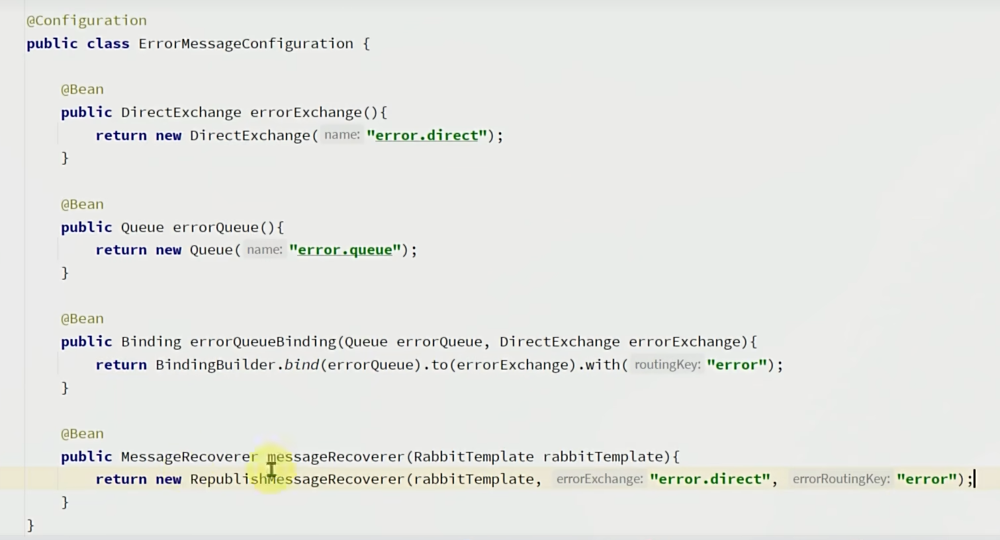 @Configuration
public class ErrorMessageConfiguration {
@Bean
public DirectExchange errorExchange(){
return new DirectExchange( name: "error.direct");
}
@Bean
public Queue errorQueue(){
return new Queue( name: "error.queue");
}
@Bean
public Binding errorQueueBinding(Queue errorQueue, DirectExchange errorExchange){
return BindingBuilder.bind(errorQueue).to(errorExchange).with( routingKey: "error");
}
@Bean
public MessageRecoverer messageRecoverer(RabbitTemplate rabbitTemplate){
return new RepublishMessageRecoverer(rabbitTemplate, errorExchange: "error.direct", errorRoutingKey: "error");
}
}